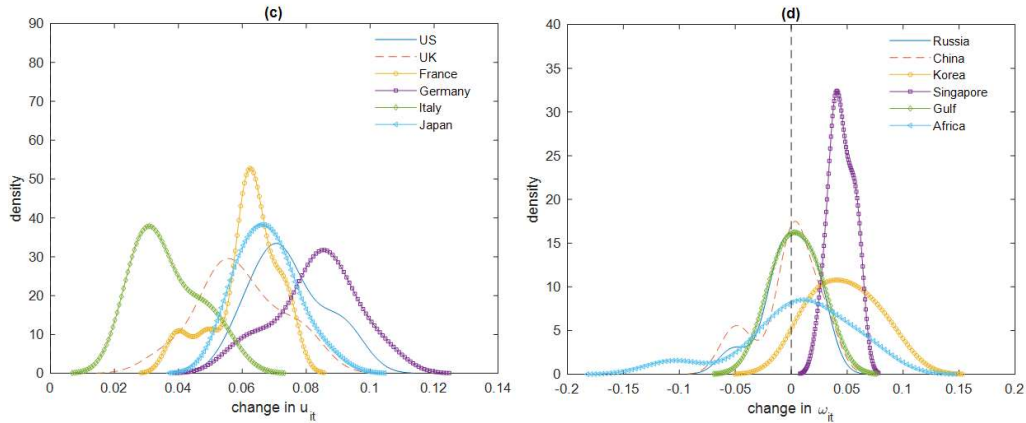 (c)
90
80
70
60
50
40
30
20
10
0
density
US
UK
France
Germany
Italy
Japan
0 0.02 0.04 0.06 0.08 0.1 0.12 0.14
change in u_it
(d)
40
35
30
25
20
15
10
5
0
density
Russia
China
Korea
Singapore
Gulf
Africa
-0.2 -0.15 -0.1 -0.05 0 0.05 0.1 0.15 0.2
change in ω_it